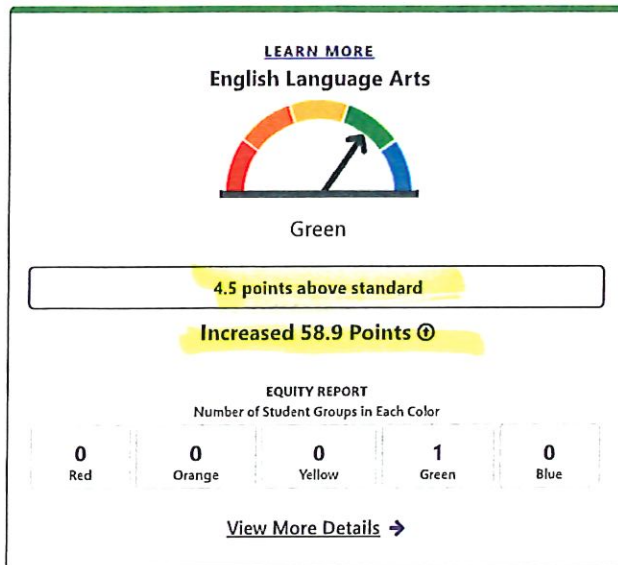 LEARN MORE
English Language Arts
Green
4.5 points above standard
Increased 58.9 Points
EQUITY REPORT
Number of Student Groups in Each Color
0 0 0 1 0
Red Orange Yellow Green Blue
View More Details →